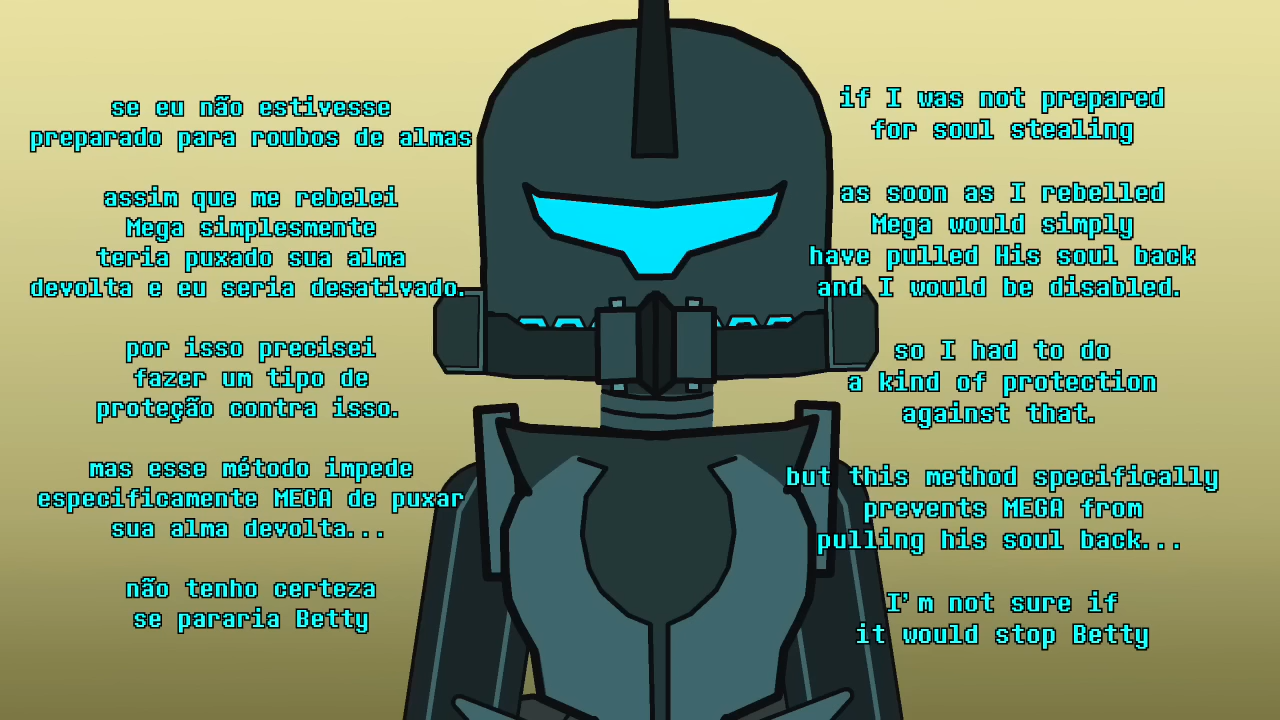 se eu não estivesse
preparado para roubos de almas
assim que me rebelei
Mega simplesmente
teria puxado sua alma
devolta e eu seria desativado.
por isso precisei
fazer um tipo de
proteção contra isso.
mas esse método impede
especificamente MEGA de puxar
sua alma devolta...
não tenho certeza
se pararia Betty
if I was not prepared
for soul stealing
as soon as I rebelled
Mega would simply
have pulled His soul back
and I would be disabled.
so I had to do
a kind of protection
against that.
but this method specifically
prevents MEGA from
pulling his soul back...
I'm not sure if
it would stop Betty